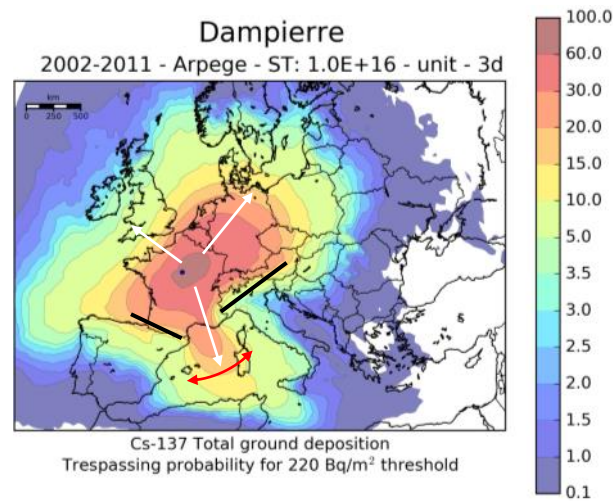 Dampierre
2002-2011 - Arpege - ST: 1.0E+16 - unit - 3d
km
0 250 500
100.0
60.0
30.0
20.0
15.0
10.0
5.0
3.5
3.0
2.5
2.0
1.5
1.0
0.1
Cs-137 Total ground deposition
Trespassing probability for 220 Bq/m² threshold